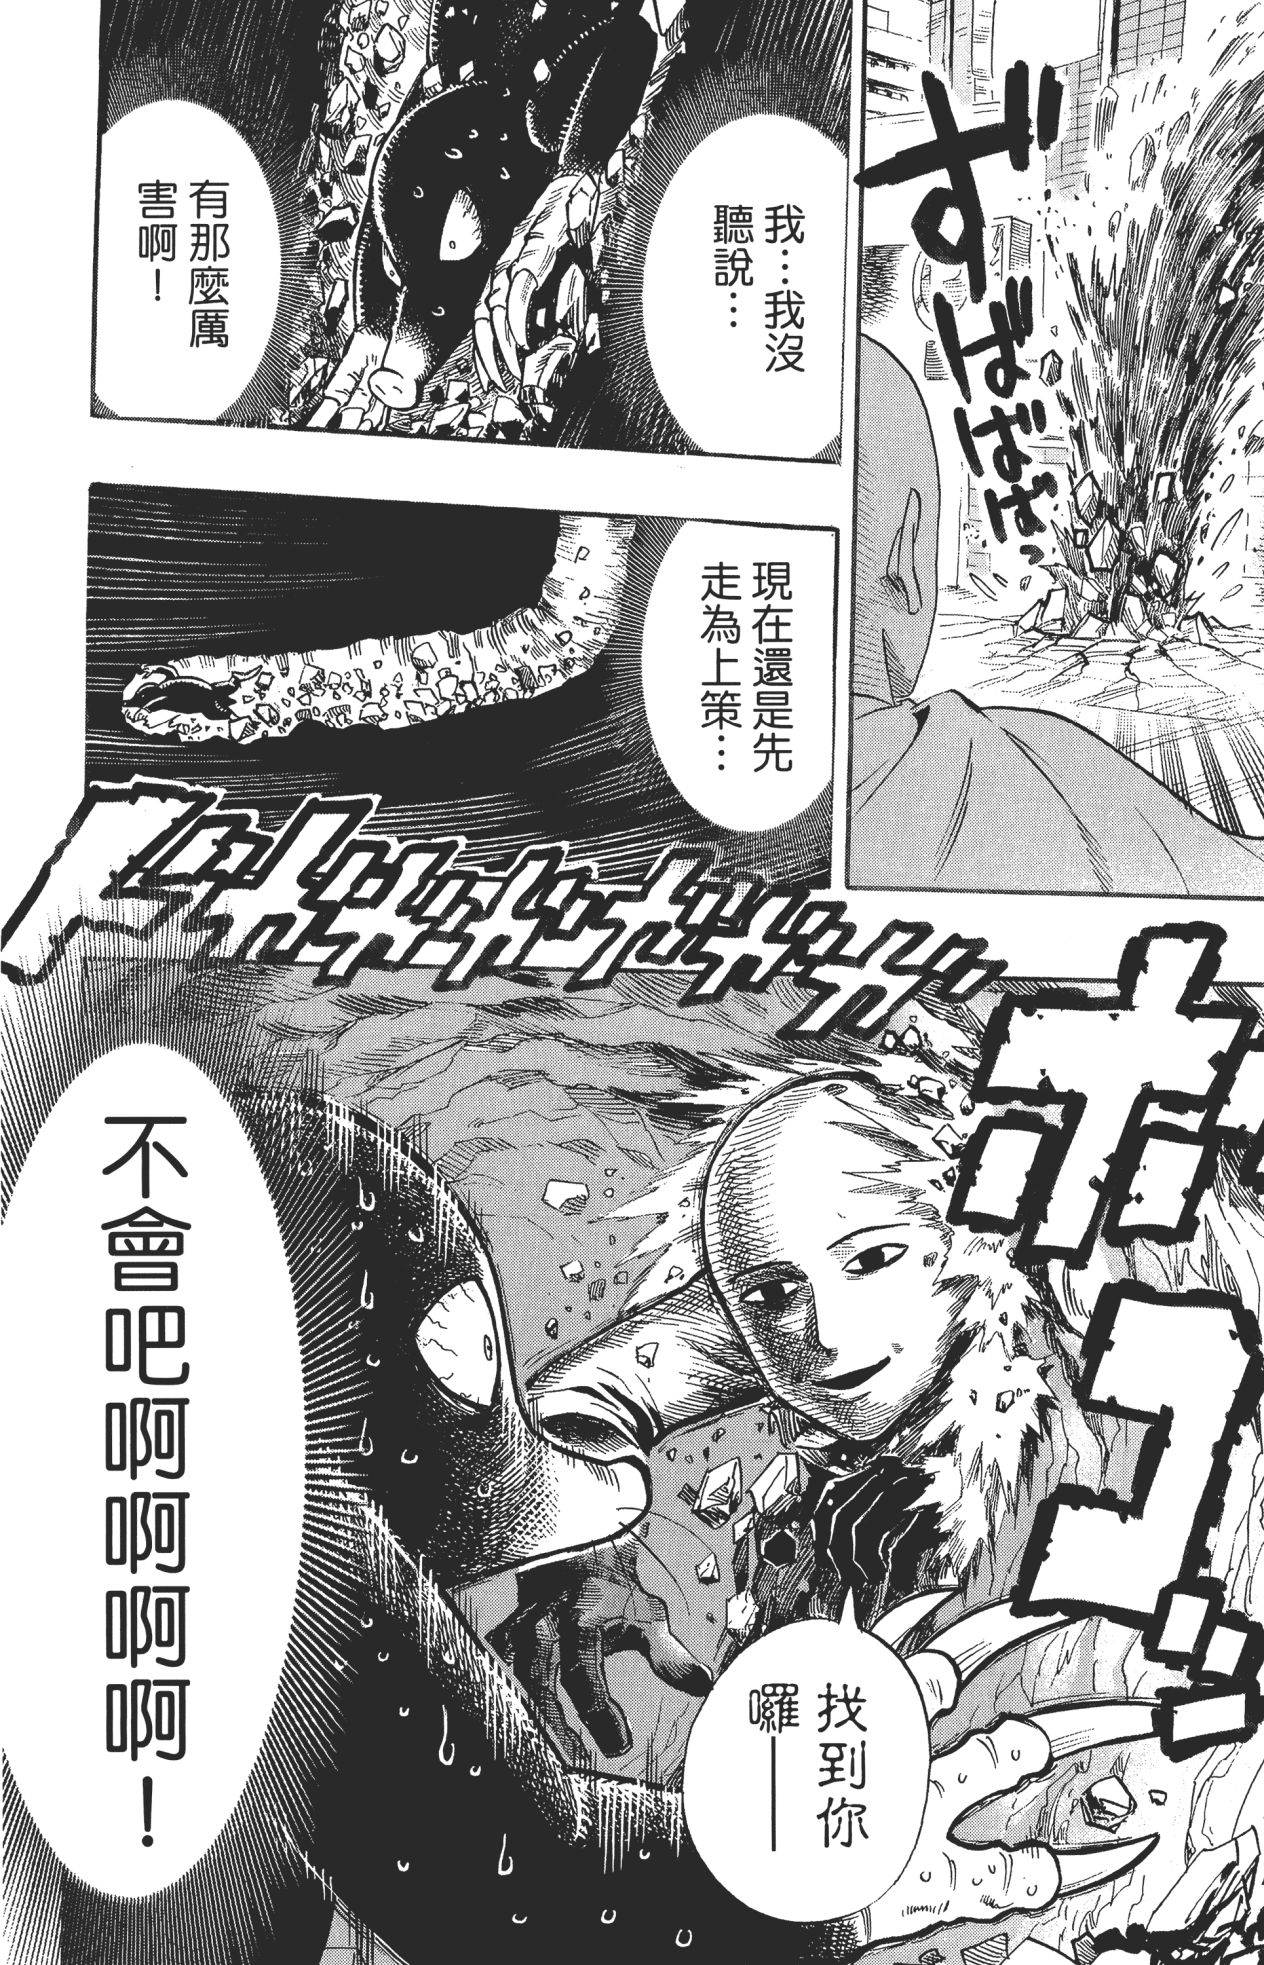 ずばばばばっ
我…我沒
聽說…
有那麼厲
害啊！
現在還是先
走為上策…
ドドドドドドドドドド
ボコッ
找到你
囉——
不會吧啊啊啊啊！